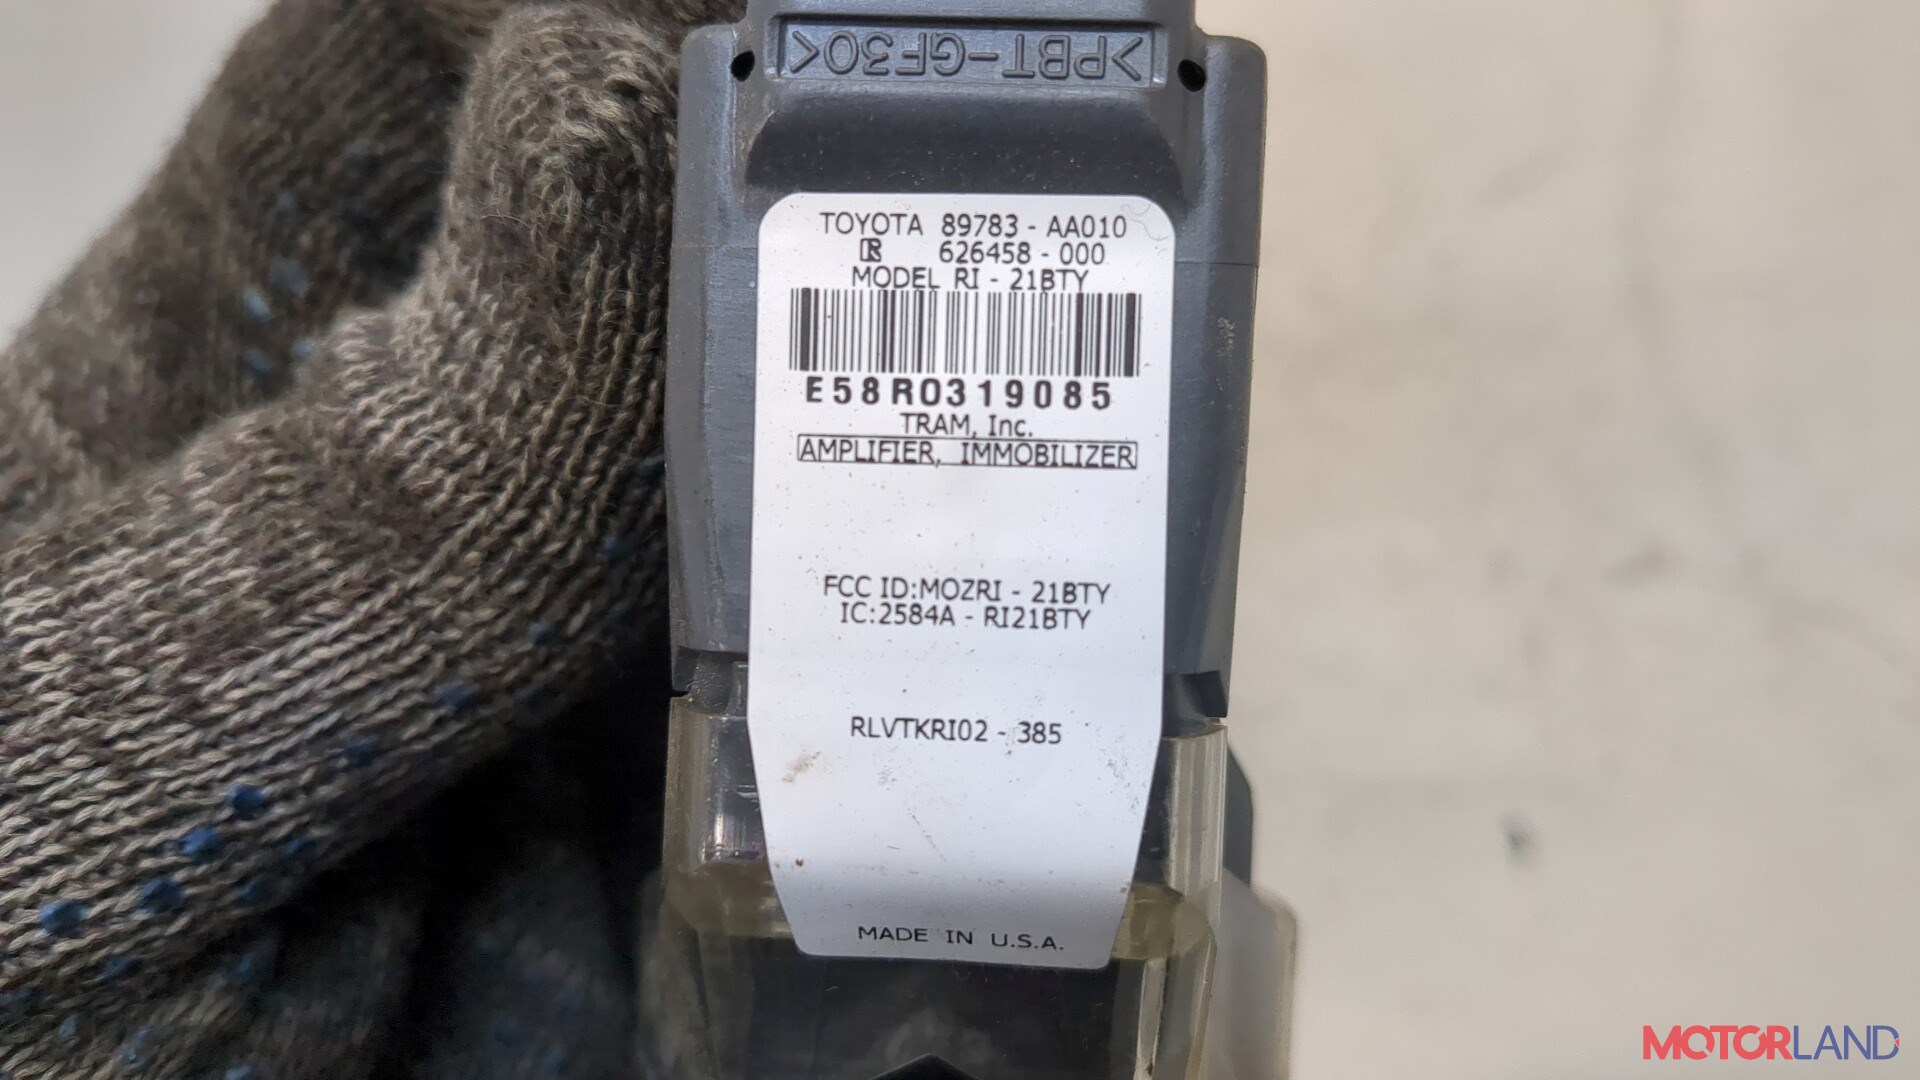 >PBT-GF30<
TOYOTA 89783 - AA010
R 626458 - 000
MODEL RI - 21BTY
E58R0319085
TRAM, Inc.
AMPLIFIER, IMMOBILIZER
FCC ID:MOZRI - 21BTY
IC:2584A - RI21BTY
RLVTKRI02 - 385
MADE IN U.S.A.
MOTORLAND